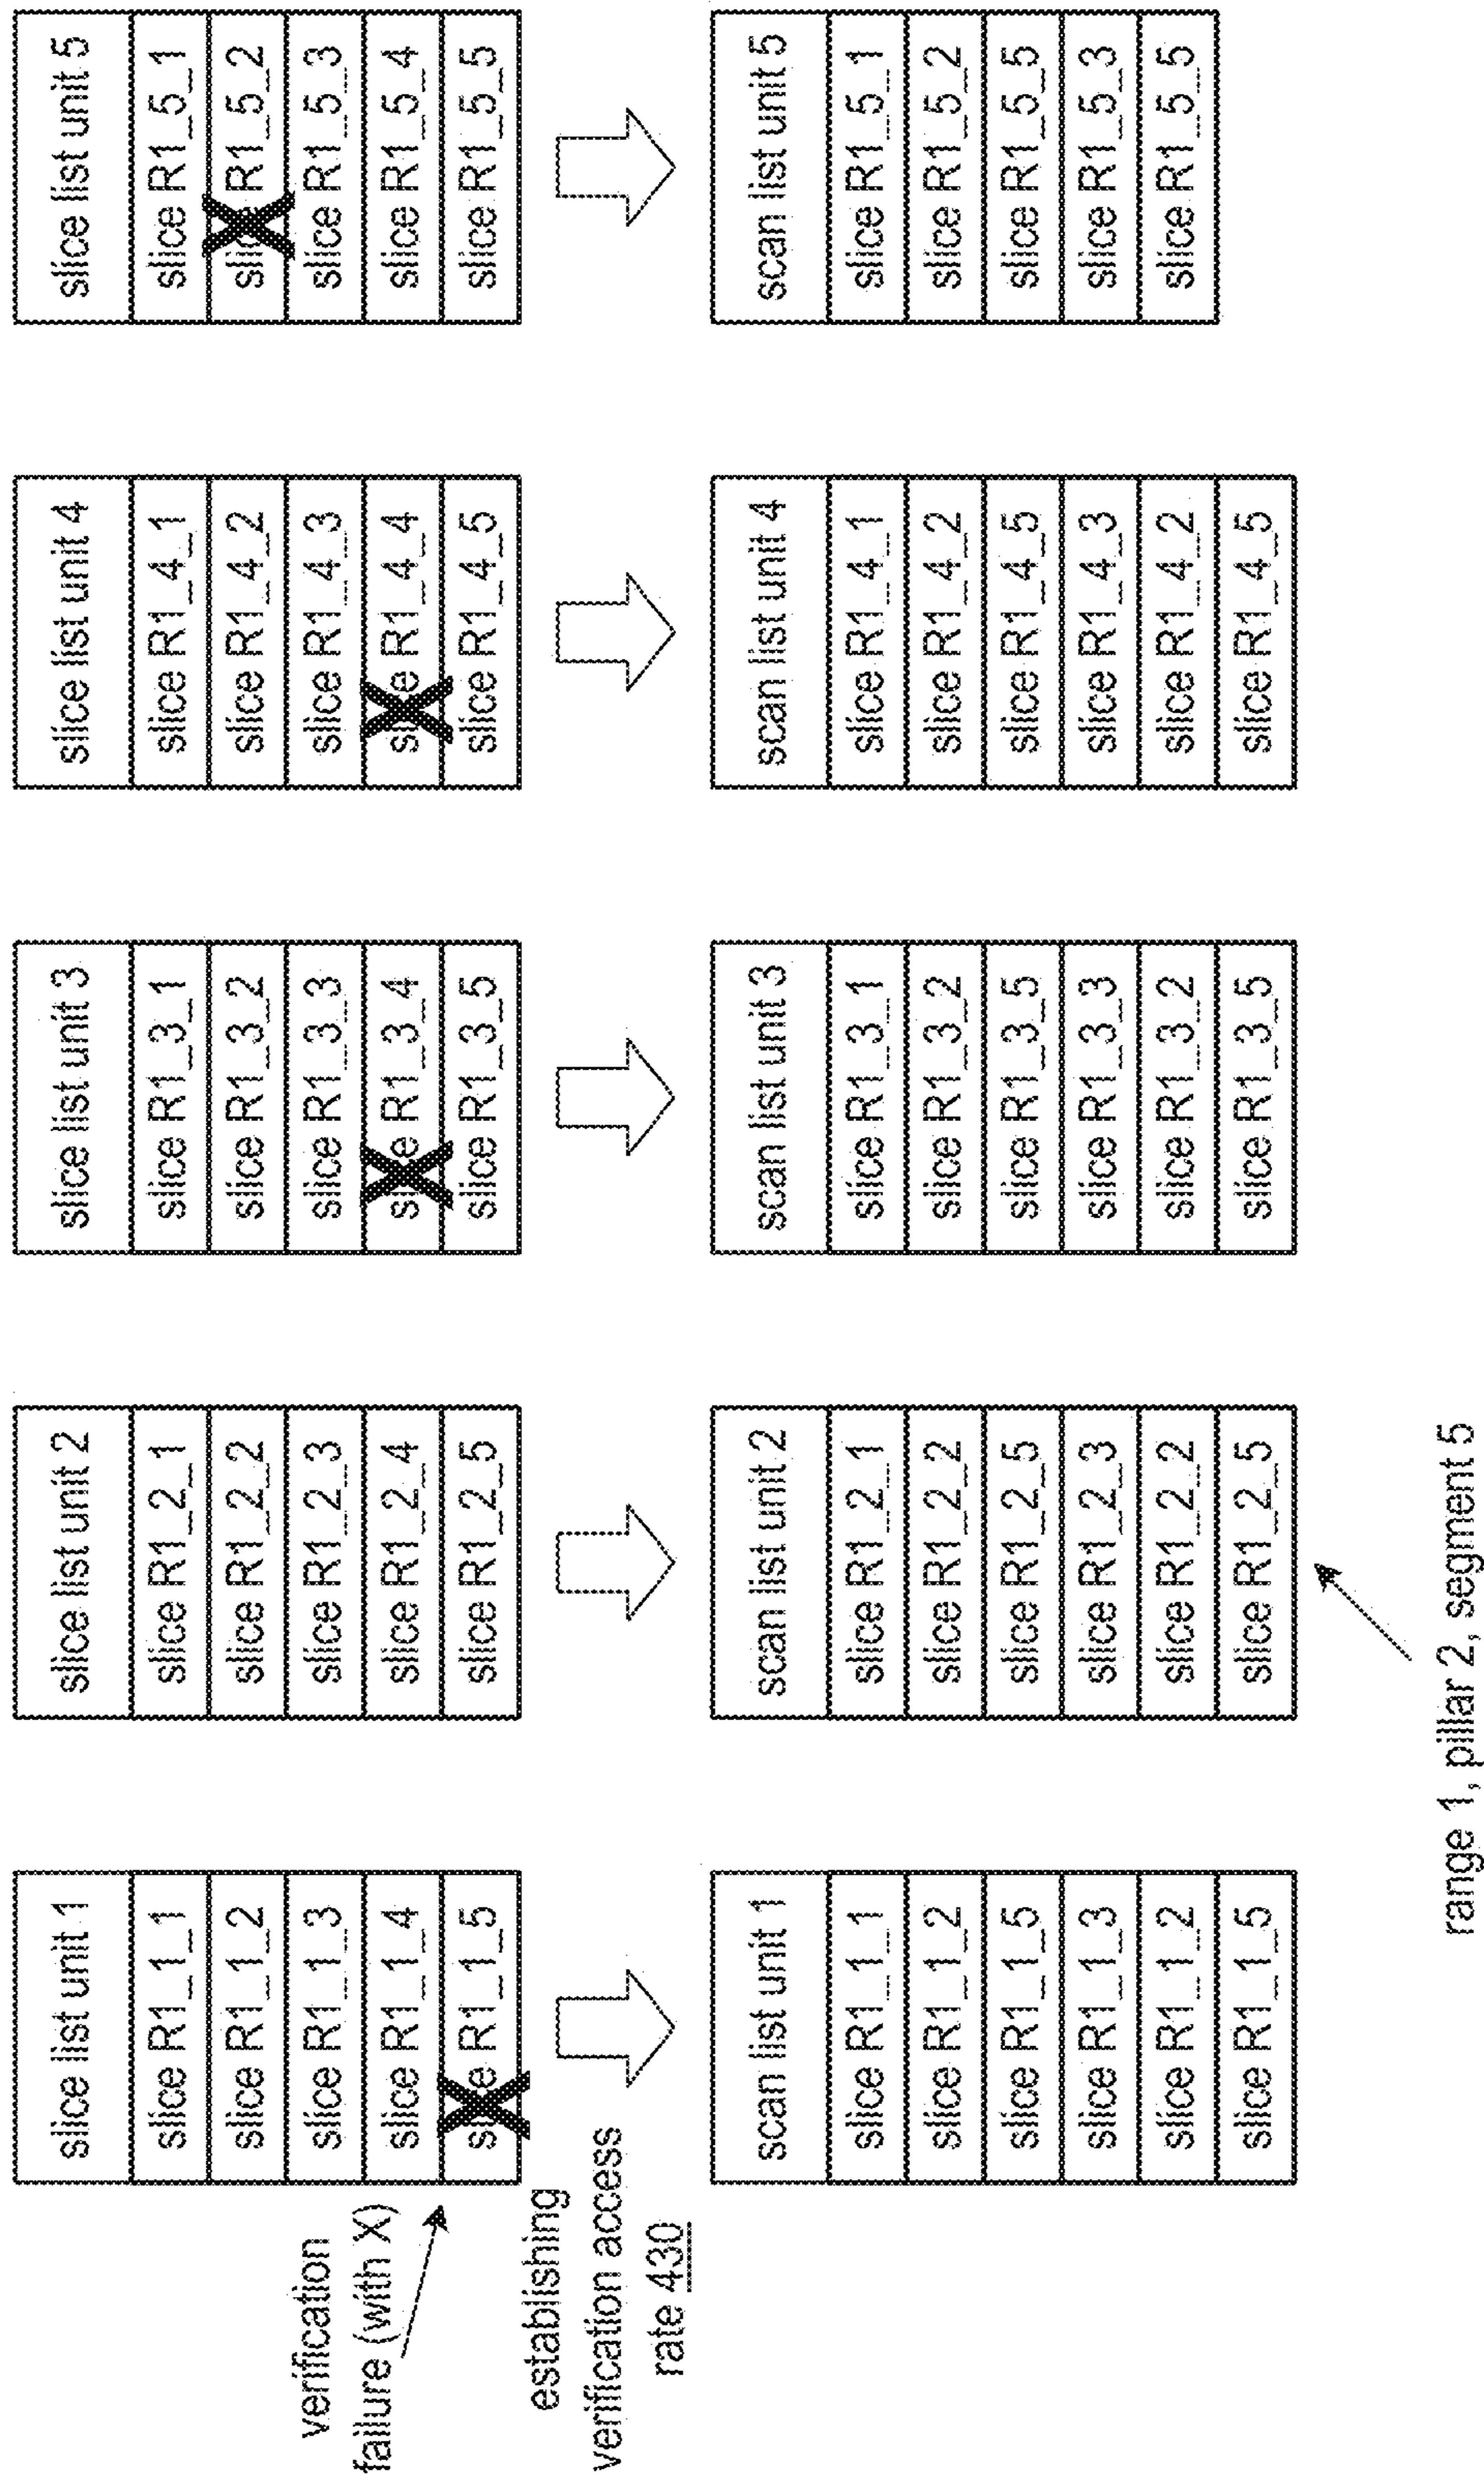 slice list unit 1
slice R1_1_1
slice R1_1_2
slice R1_1_3
slice R1_1_4
slice R1_1_5
slice list unit 2
slice R1_2_1
slice R1_2_2
slice R1_2_3
slice R1_2_4
slice R1_2_5
slice list unit 3
slice R1_3_1
slice R1_3_2
slice R1_3_3
slice R1_3_4
slice R1_3_5
slice list unit 4
slice R1_4_1
slice R1_4_2
slice R1_4_3
slice R1_4_4
slice R1_4_5
slice list unit 5
slice R1_5_1
slice R1_5_2
slice R1_5_3
slice R1_5_4
slice R1_5_5
verification
failure (with X)
establishing
verification access
rate 430
scan list unit 1
slice R1_1_1
slice R1_1_2
slice R1_1_5
slice R1_1_3
slice R1_1_2
slice R1_1_5
scan list unit 2
slice R1_2_1
slice R1_2_2
slice R1_2_5
slice R1_2_3
slice R1_2_2
slice R1_2_5
scan list unit 3
slice R1_3_1
slice R1_3_2
slice R1_3_5
slice R1_3_3
slice R1_3_2
slice R1_3_5
scan list unit 4
slice R1_4_1
slice R1_4_2
slice R1_4_5
slice R1_4_3
slice R1_4_2
slice R1_4_5
scan list unit 5
slice R1_5_1
slice R1_5_2
slice R1_5_5
slice R1_5_3
slice R1_5_5
range 1, pillar 2, segment 5